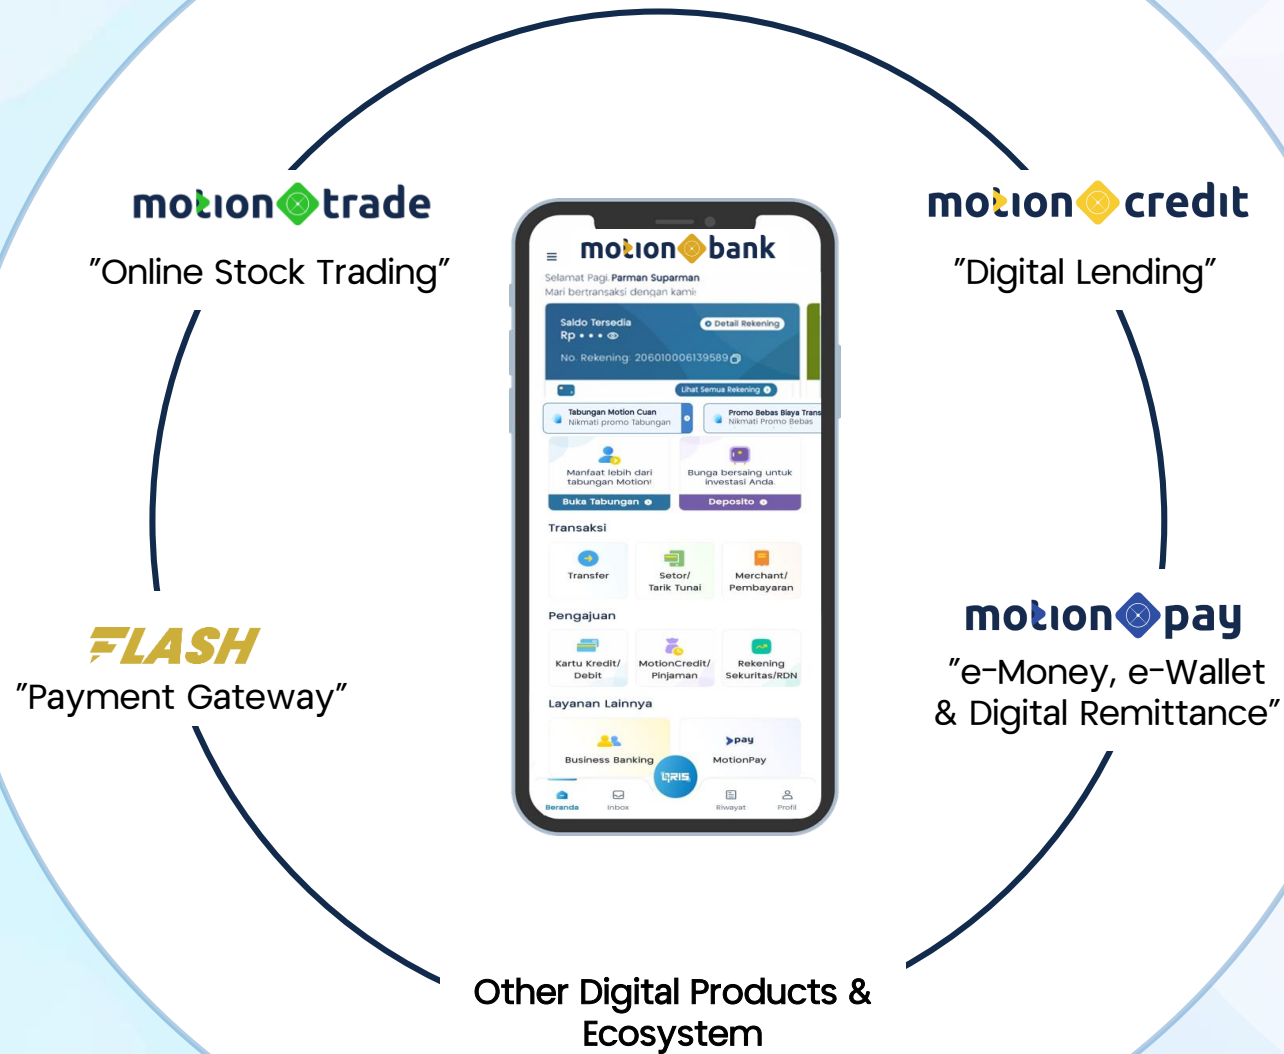 motion trade
"Online Stock Trading"
motion credit
"Digital Lending"
motion bank
Selamat Pagi, Parman Suparman
Mari bertransaksi dengan kami!
Saldo Tersedia
Detail Rekening
Rp • • •
No. Rekening: 206010006139589
Lihat Semua Rekening
Tabungan Motion Cuan
Nikmati promo Tabungan
Promo Bebas Biaya Trans
Nikmati Promo Bebas
Manfaat lebih dari
tabungan Motion!
Buka Tabungan
Bunga bersaing untuk
investasi Anda.
Deposito
Transaksi
Transfer
Setor/
Tarik Tunai
Merchant/
Pembayaran
Pengajuan
Kartu Kredit/
Debit
MotionCredit/
Pinjaman
Rekening
Sekuritas/RDN
Layanan Lainnya
Business Banking
pay
MotionPay
QRIS
Beranda
Inbox
Riwayat
Profil
FLASH
"Payment Gateway"
motion pay
"e-Money, e-Wallet
& Digital Remittance"
Other Digital Products &
Ecosystem